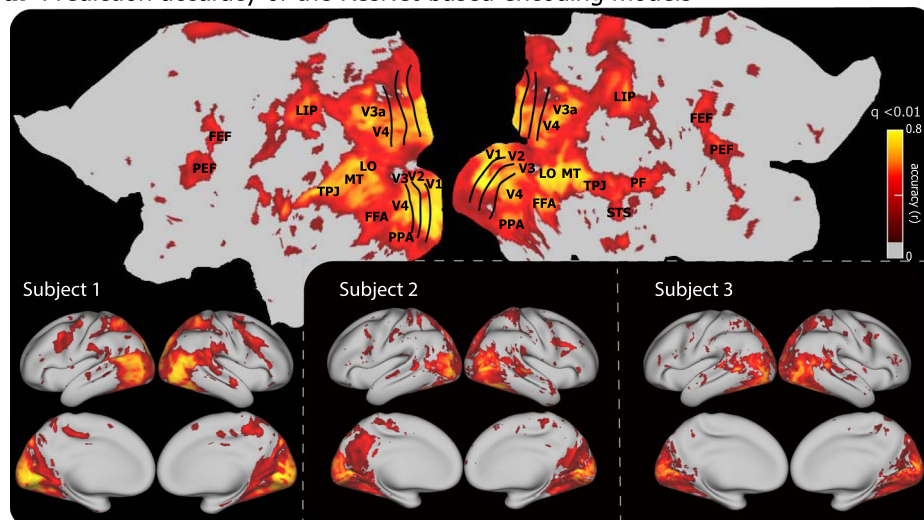 Prediction accuracy of the ResNet based encoding models
LIP
V3a
V4
FEF
PEF
LO
MT
TPJ
V3 V2 V1
V4
FFA
PPA
LIP
V3a
V4
FEF
PEF
V1 V2
V3
LO MT
TPJ
PF
V4
FFA
STS
PPA
q <0.01
0.8
accuracy (r)
0
Subject 1
Subject 2
Subject 3